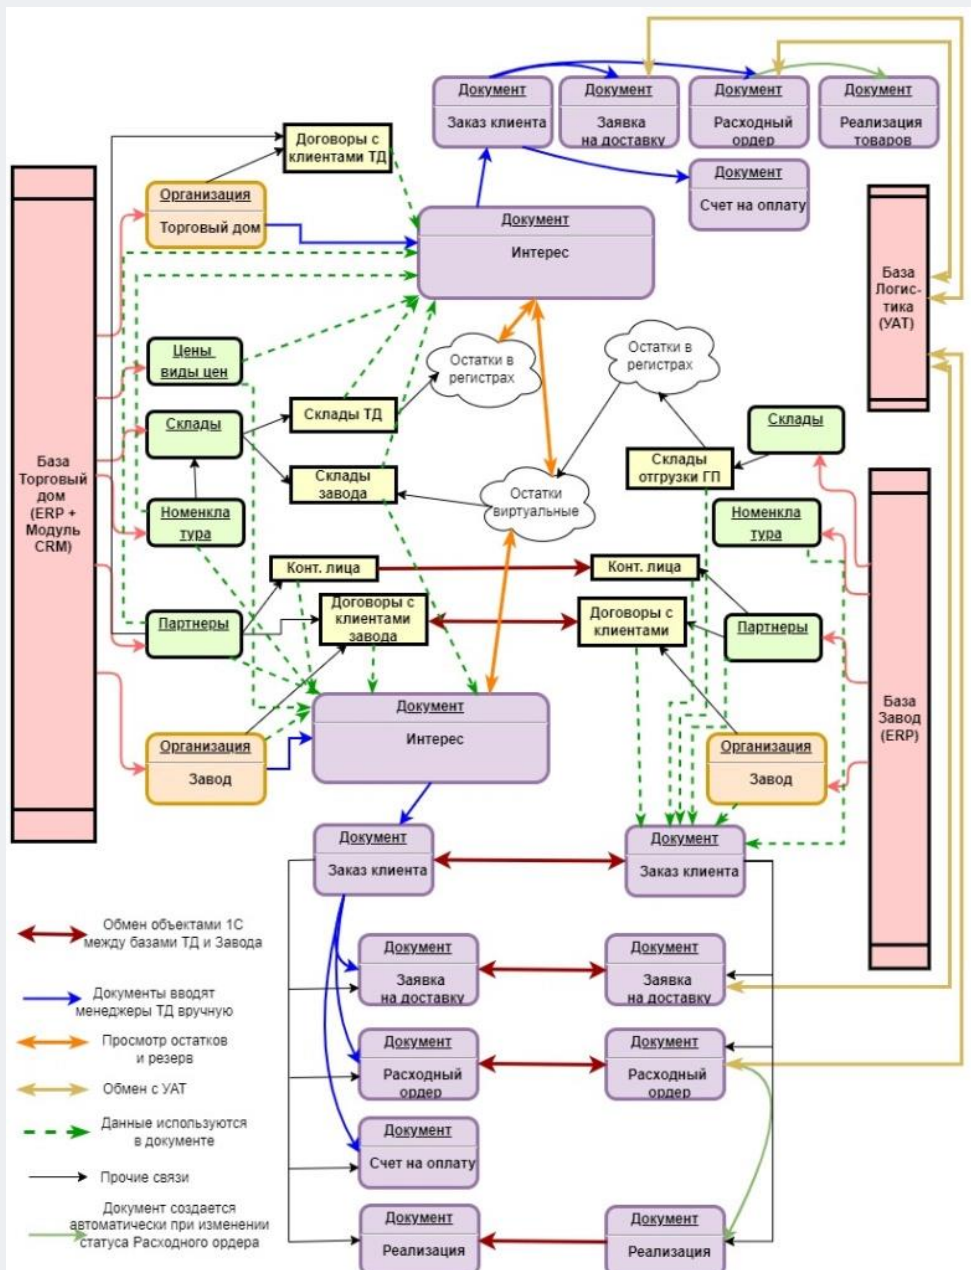 Документ
Заказ клиента
Документ
Заявка
на доставку
Документ
Расходный
ордер
Документ
Реализация
товаров
Договоры с
клиентами ТД
Документ
Счет на оплату
Организация
Торговый дом
Документ
Интерес
База
Логис-
тика
(УАТ)
Цены
виды цен
Остатки в
регистрах
Остатки в
регистрах
Склады
Склады ТД
Склады
База
Торговый
дом
(ERP +
Модуль
CRM)
Склады
завода
Склады
отгрузки ГП
Остатки
виртуальные
Номенкла
тура
Номенкла
тура
Конт. лица
Конт. лица
Партнеры
Договоры с
клиентами
завода
Договоры с
клиентами
Партнеры
База
Завод
(ERP)
Документ
Интерес
Организация
Завод
Организация
Завод
Документ
Заказ клиента
Документ
Заказ клиента
Обмен объектами 1С
между базами ТД и Завода
Документ
Заявка
на доставку
Документ
Заявка
на доставку
Документы вводят
менеджеры ТД вручную
Просмотр остатков
и резерв
Документ
Расходный
ордер
Документ
Расходный
ордер
Обмен с УАТ
Данные используются
в документе
Документ
Счет на оплату
Прочие связи
Документ создается
автоматически при изменении
статуса Расходного ордера
Документ
Реализация
Документ
Реализация